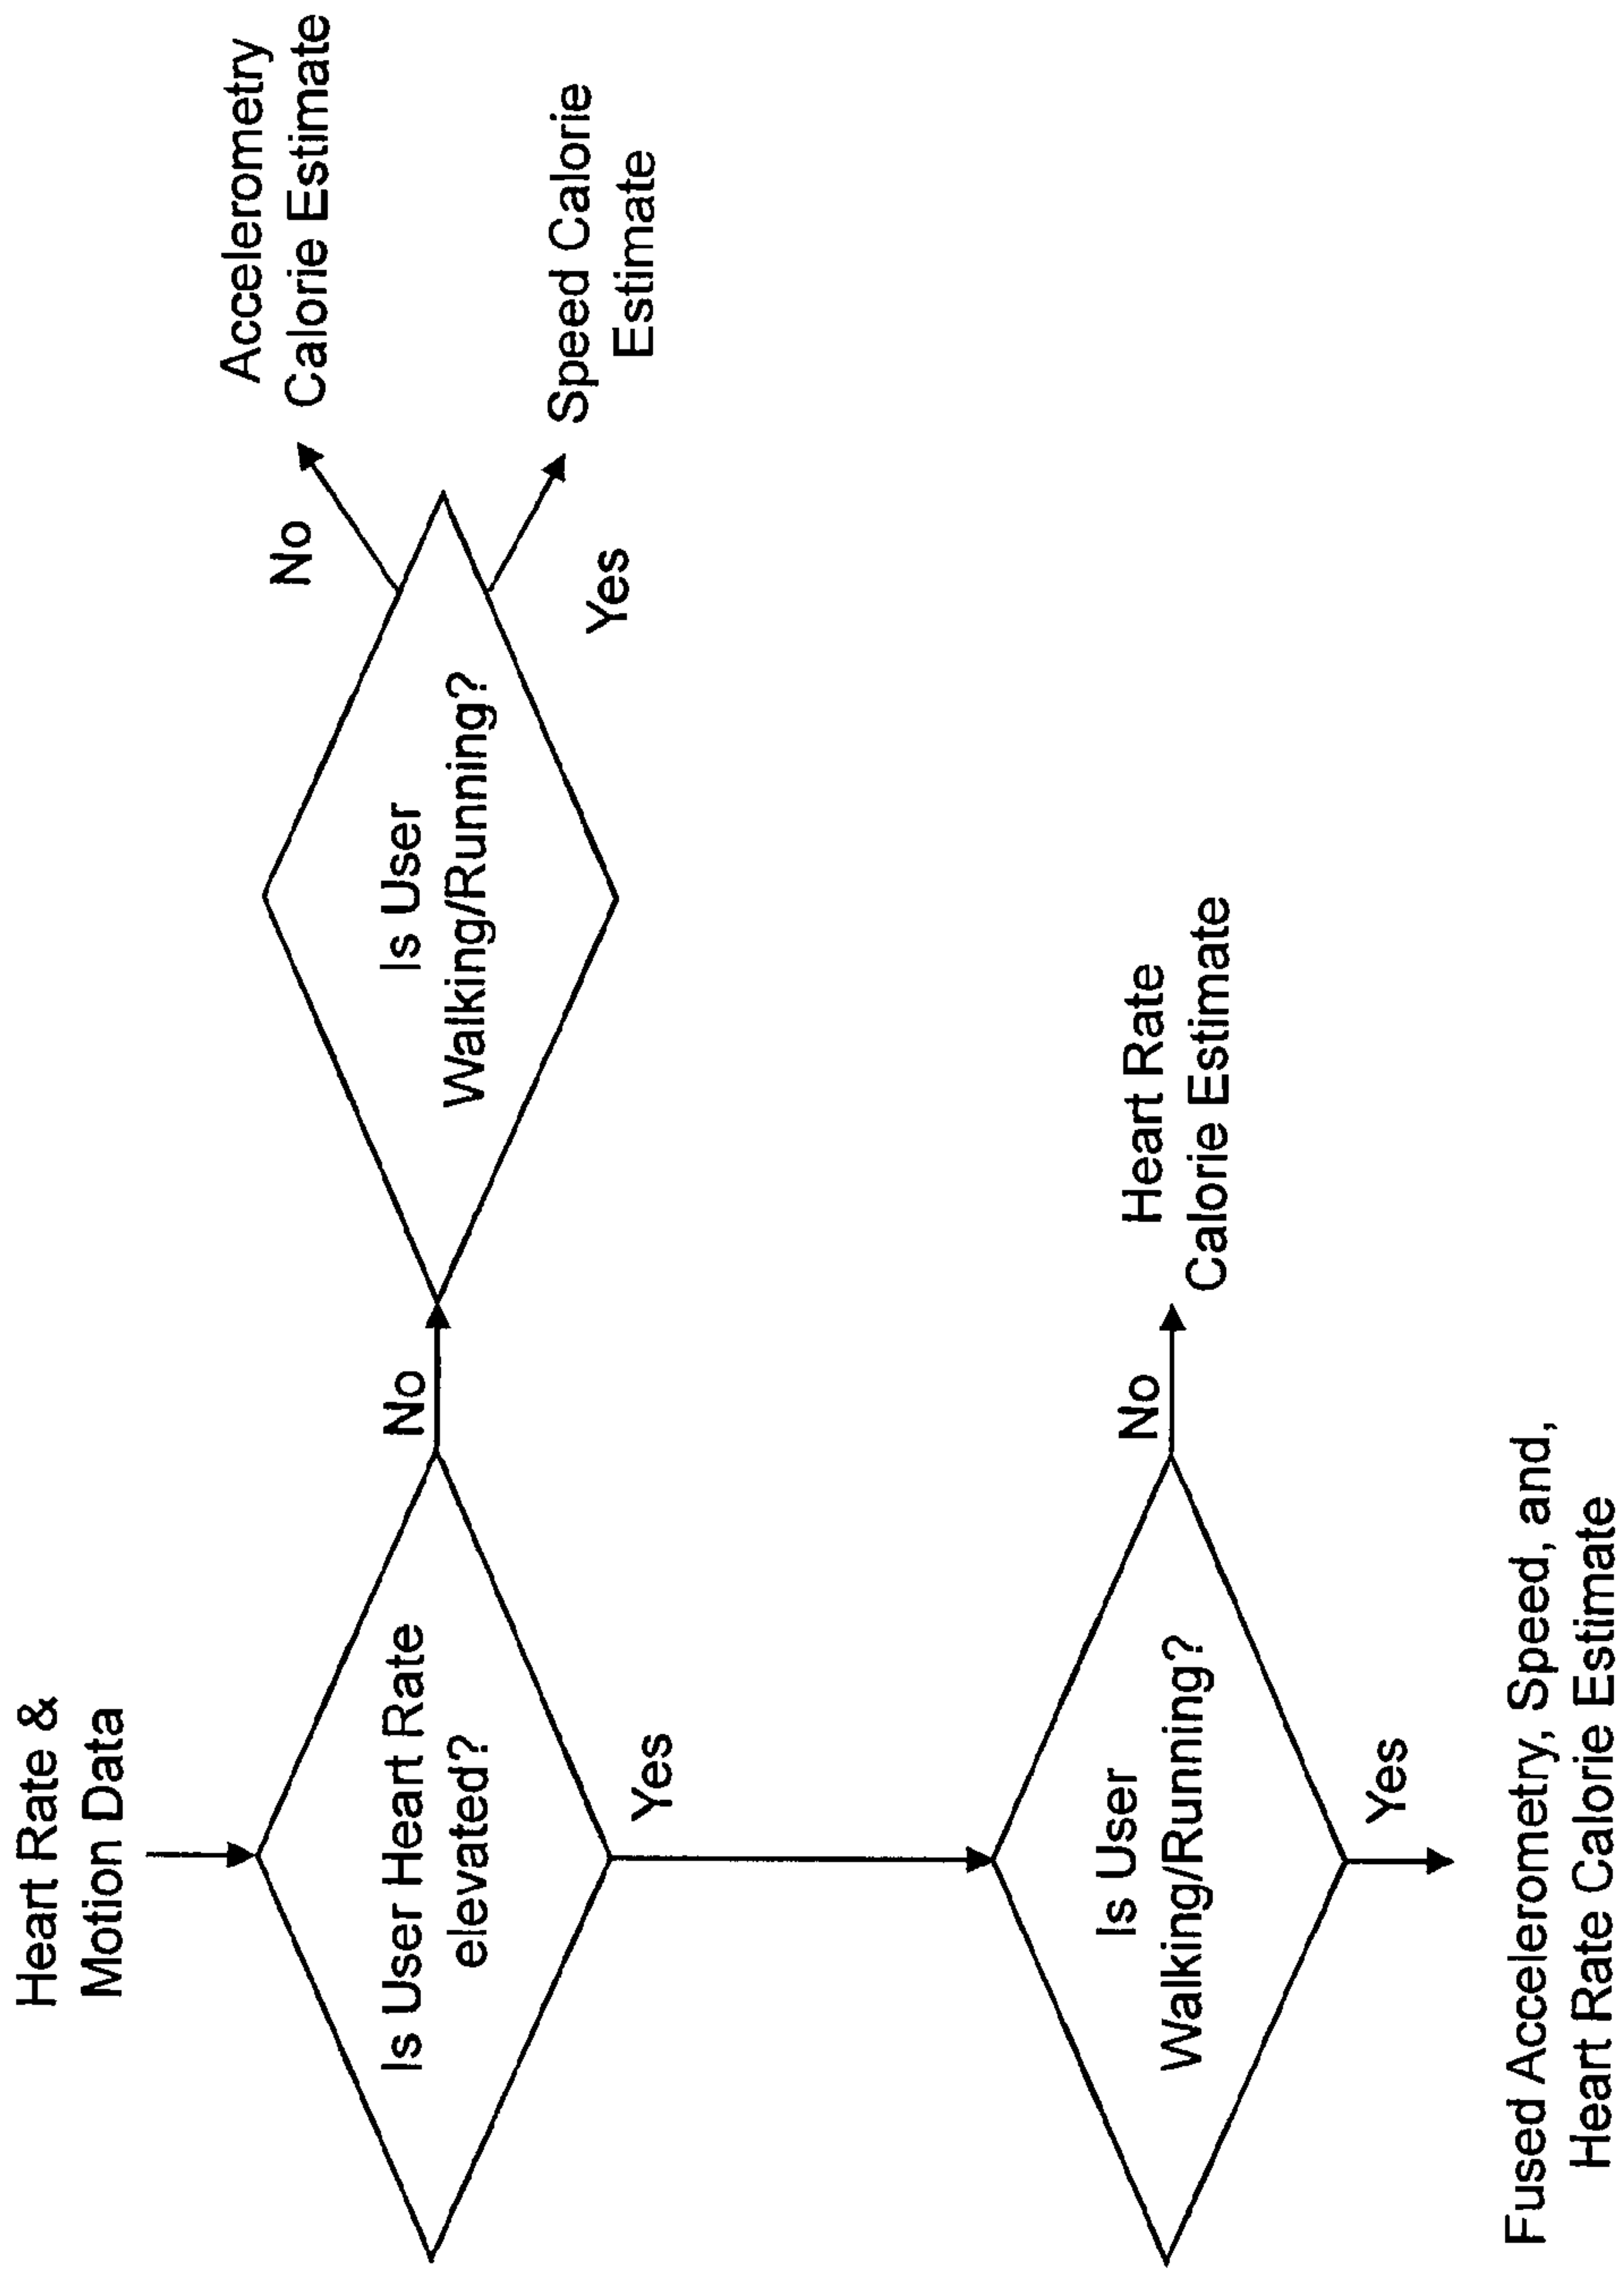 Heart Rate &
Motion Data
Is User Heart Rate
elevated?
No
Is User
Walking/Running?
No
Accelerometry
Calorie Estimate
Yes
Speed Calorie
Estimate
Yes
Is User
Walking/Running?
No
Heart Rate
Calorie Estimate
Yes
Fused Accelerometry, Speed, and,
Heart Rate Calorie Estimate